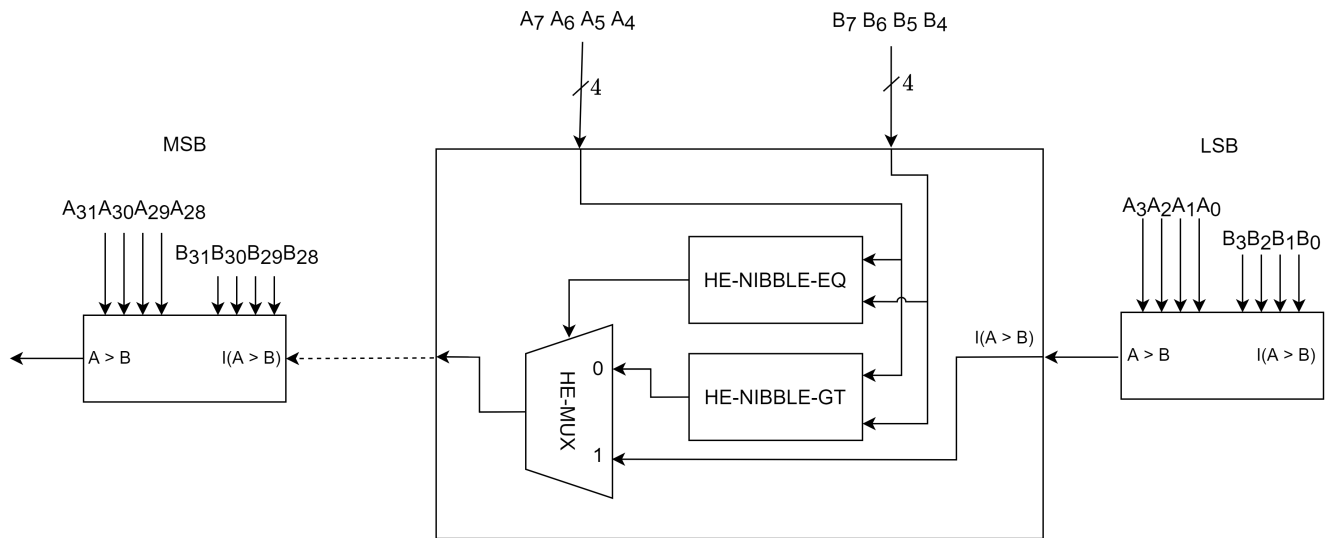 A7 A6 A5 A4
B7 B6 B5 B4
4
4
MSB
LSB
A31A30A29A28
B31B30B29B28
A3A2A1A0
B3B2B1B0
HE-NIBBLE-EQ
I(A > B)
A > B
I(A > B)
A > B
I(A > B)
0
HE-MUX
HE-NIBBLE-GT
1